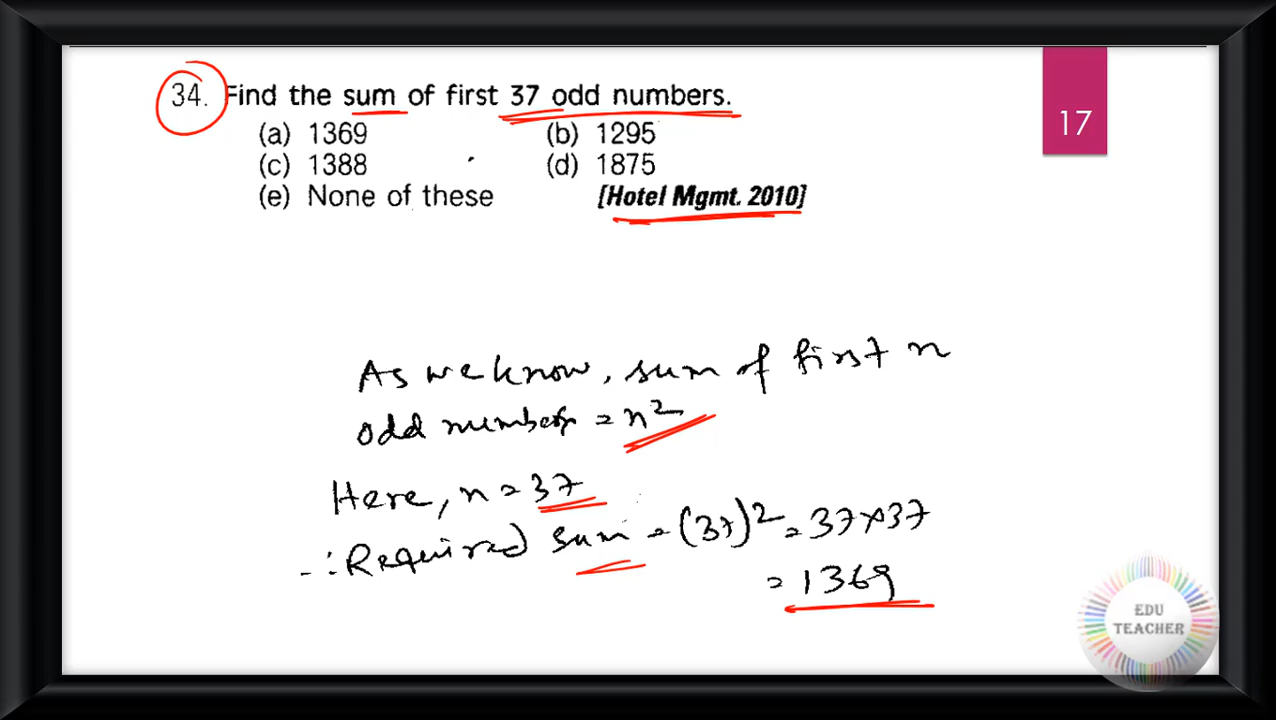 34. Find the sum of first 37 odd numbers.
17
(a) 1369 (b) 1295
(c) 1388 (d) 1875
(e) None of these [Hotel Mgmt. 2010]
As we know, sum of first n
odd numbers = n²
Here, n = 37
∴ Required sum = (37)² = 37×37
= 1369
EDU
TEACHER